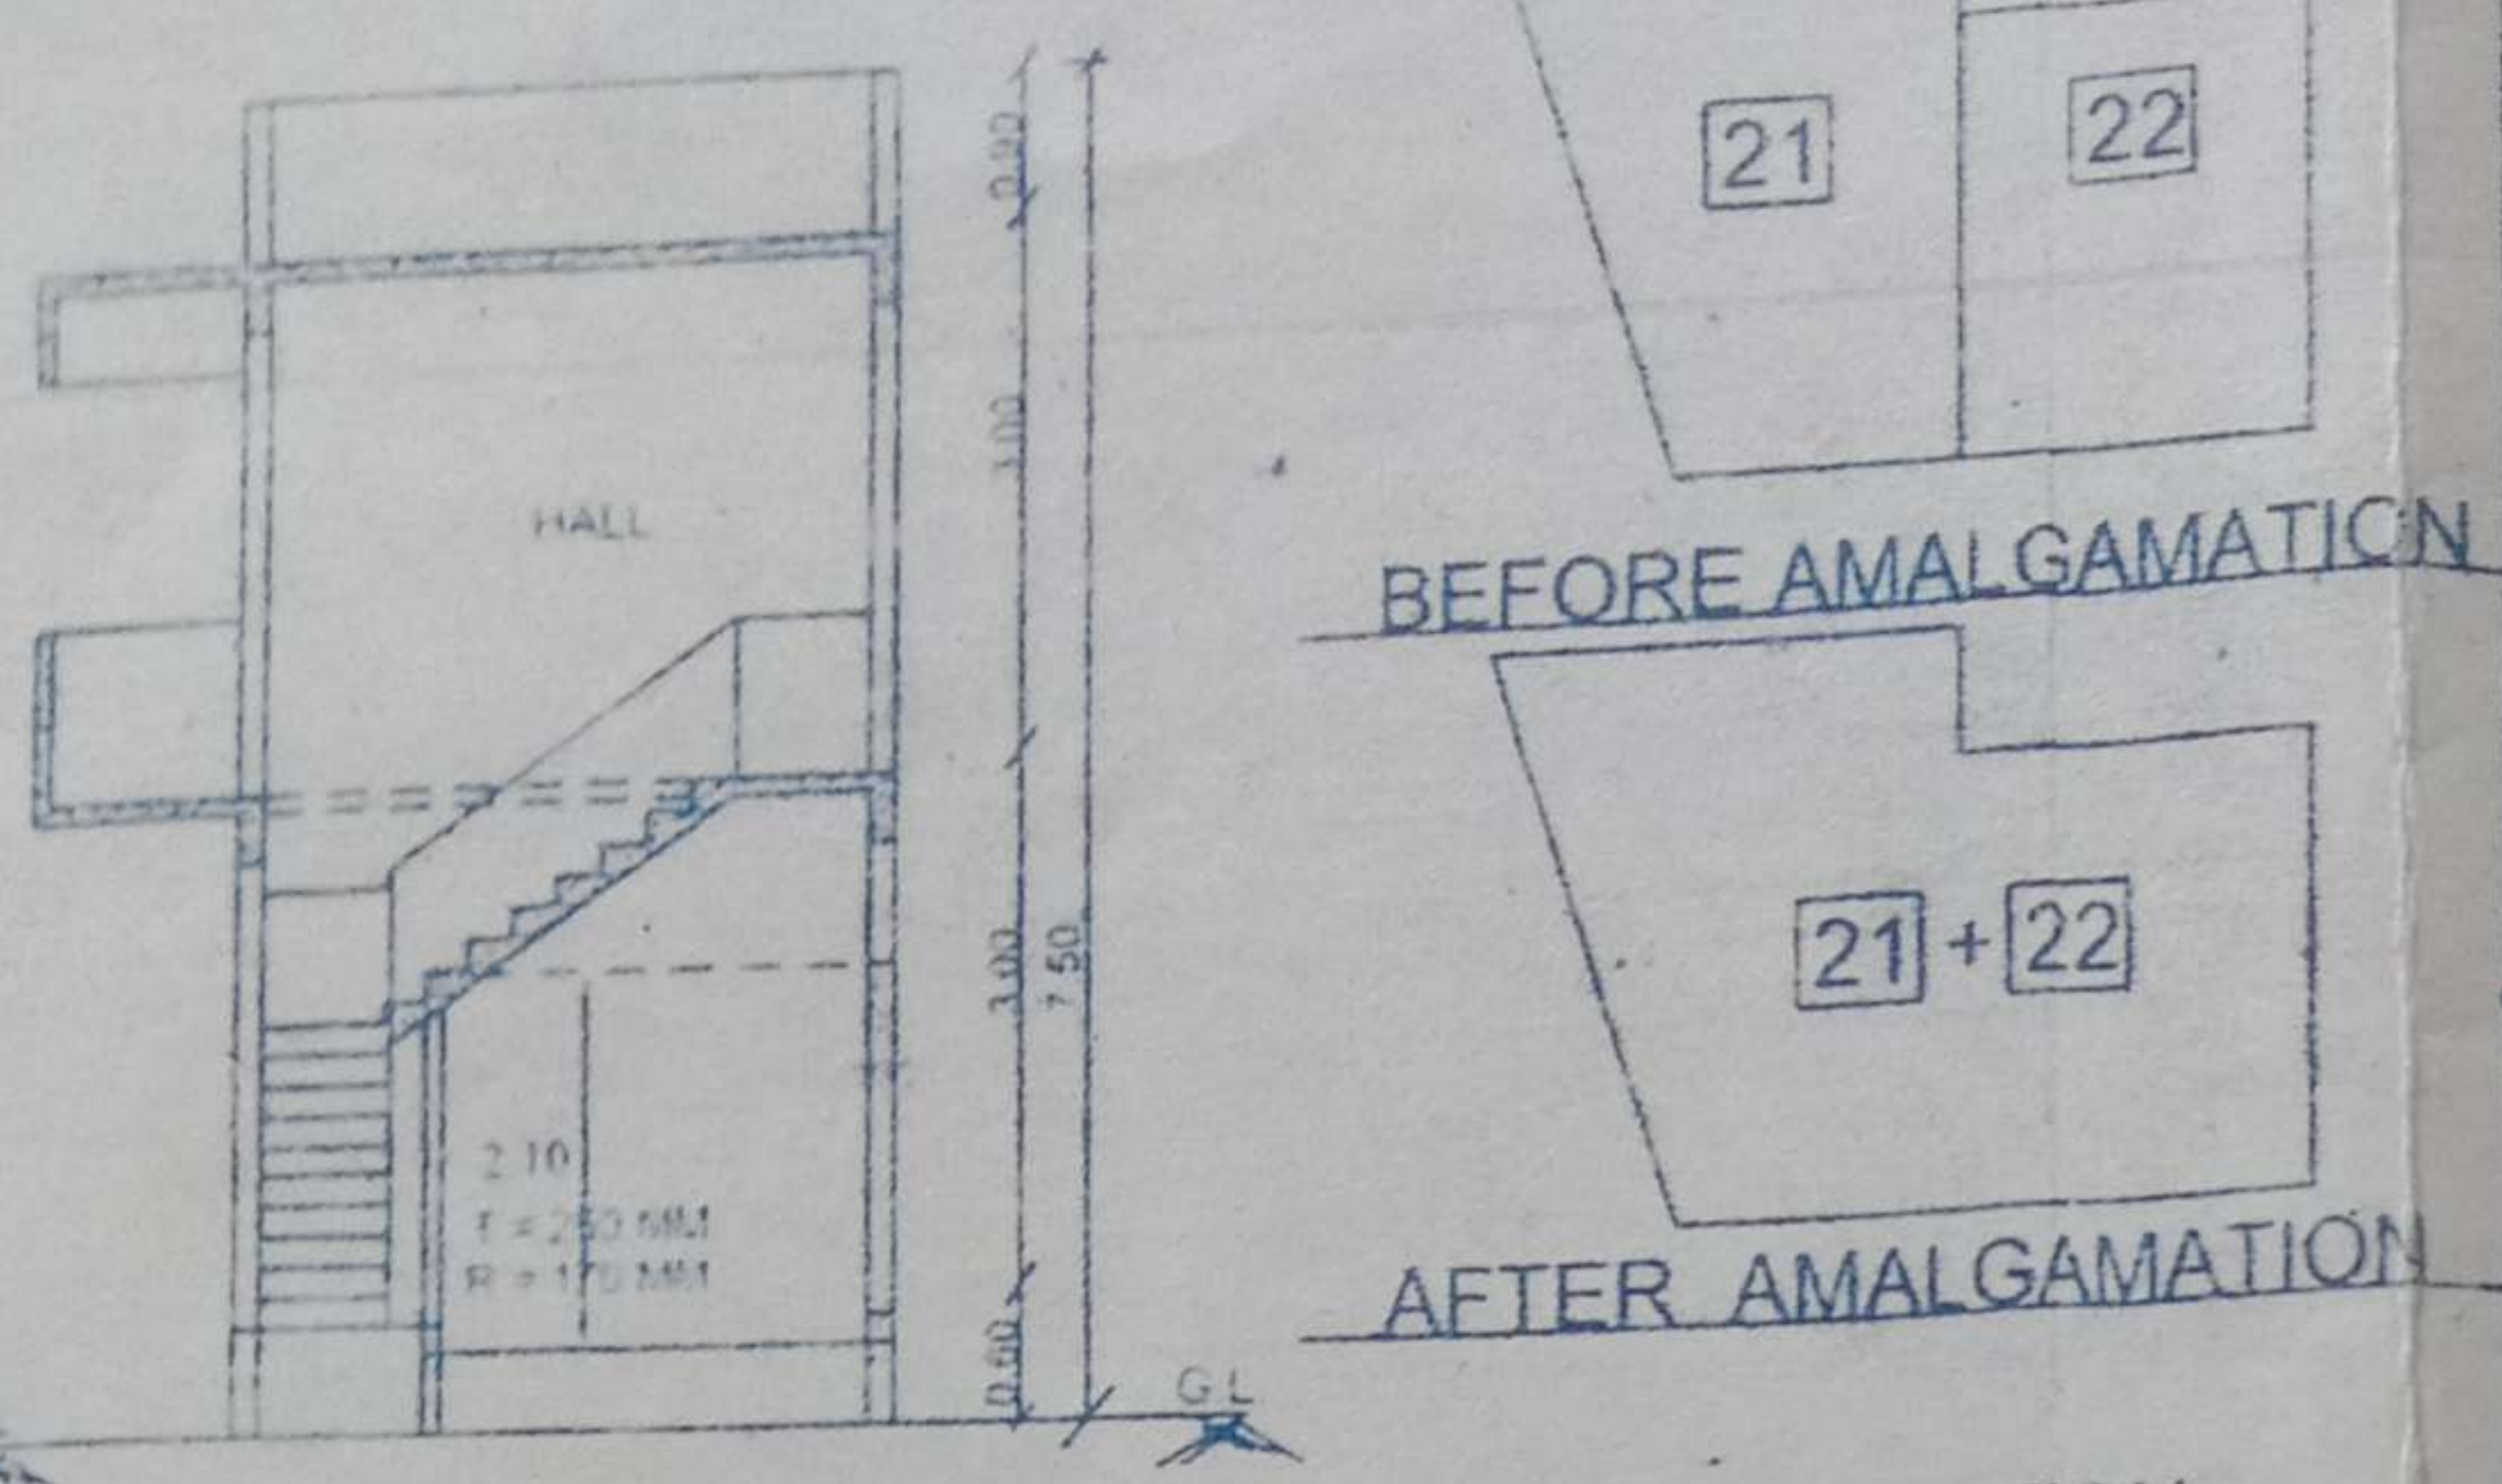 0.90
3.00
HALL
3.00
7.50
2.10
T = 250 MM
R = 170 MM
0.60
G L
21
22
BEFORE AMALGAMATION
21 + 22
AFTER AMALGAMATION